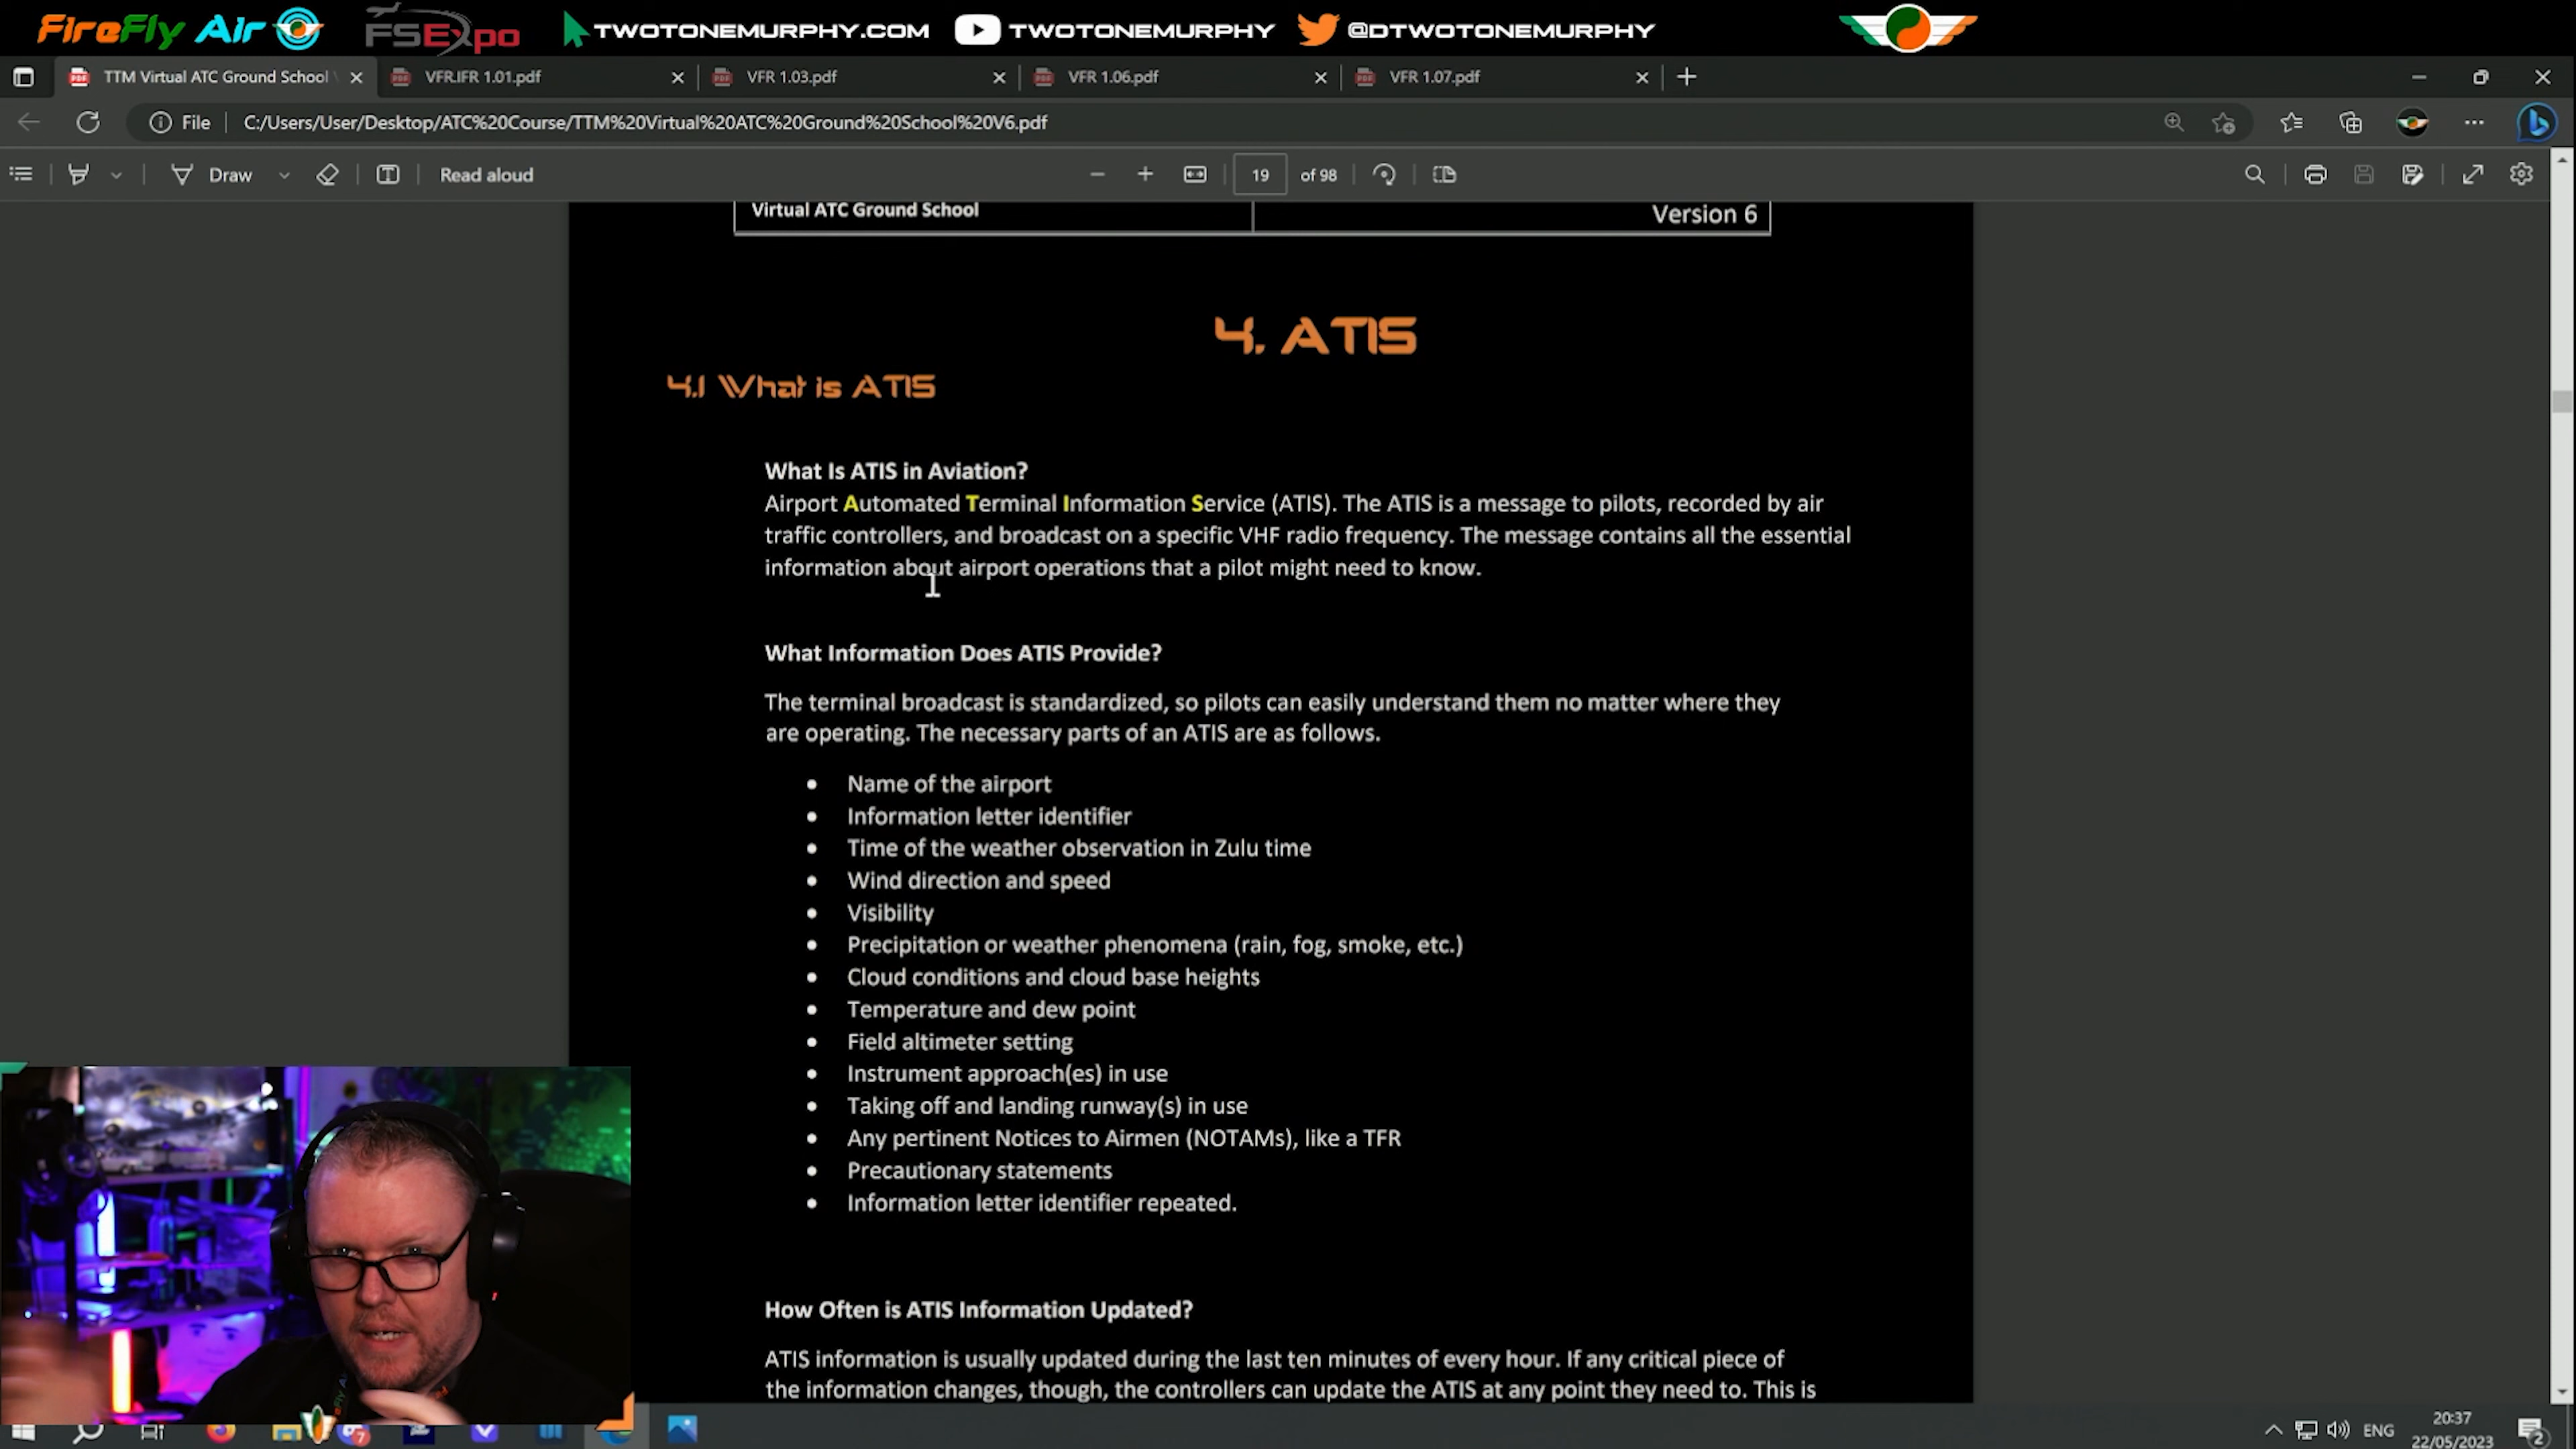 FireFly Air FSExpo TWOTONEMURPHY.COM TWOTONEMURPHY @DTWOTONEMURPHY
TTM Virtual ATC Ground School VFR.IFR 1.01.pdf VFR 1.03.pdf VFR 1.06.pdf VFR 1.07.pdf
File C:/Users/User/Desktop/ATC%20Course/TTM%20Virtual%20ATC%20Ground%20School%20V6.pdf
Draw Read aloud 19 of 98
Virtual ATC Ground School Version 6
4. ATIS
4.1 What is ATIS
What Is ATIS in Aviation?
Airport Automated Terminal Information Service (ATIS). The ATIS is a message to pilots, recorded by air
traffic controllers, and broadcast on a specific VHF radio frequency. The message contains all the essential
information about airport operations that a pilot might need to know.
What Information Does ATIS Provide?
The terminal broadcast is standardized, so pilots can easily understand them no matter where they
are operating. The necessary parts of an ATIS are as follows.
• Name of the airport
• Information letter identifier
• Time of the weather observation in Zulu time
• Wind direction and speed
• Visibility
• Precipitation or weather phenomena (rain, fog, smoke, etc.)
• Cloud conditions and cloud base heights
• Temperature and dew point
• Field altimeter setting
• Instrument approach(es) in use
• Taking off and landing runway(s) in use
• Any pertinent Notices to Airmen (NOTAMs), like a TFR
• Precautionary statements
• Information letter identifier repeated.
How Often is ATIS Information Updated?
ATIS information is usually updated during the last ten minutes of every hour. If any critical piece of
the information changes, though, the controllers can update the ATIS at any point they need to. This is
ENG 20:37
22/05/2023 2